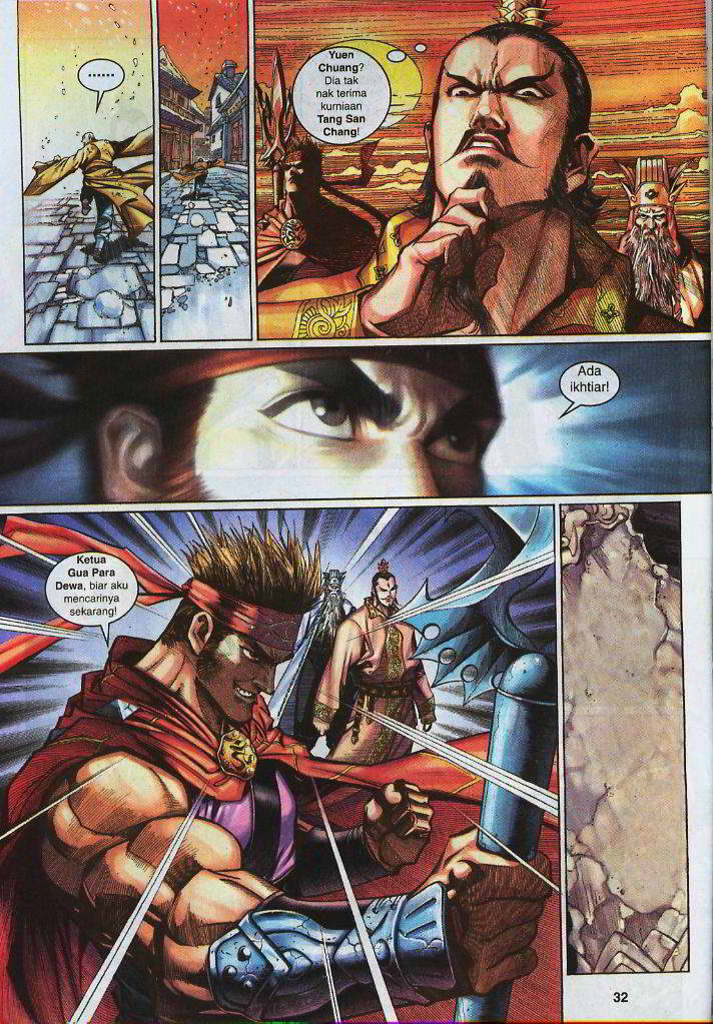 ......
Yuen
Chuang?
Dia tak
nak terima
kurniaan
Tang San
Chang!
Ada
ikhtiar!
Ketua
Gua Para
Dewa, biar aku
mencarinya
sekarang!
32